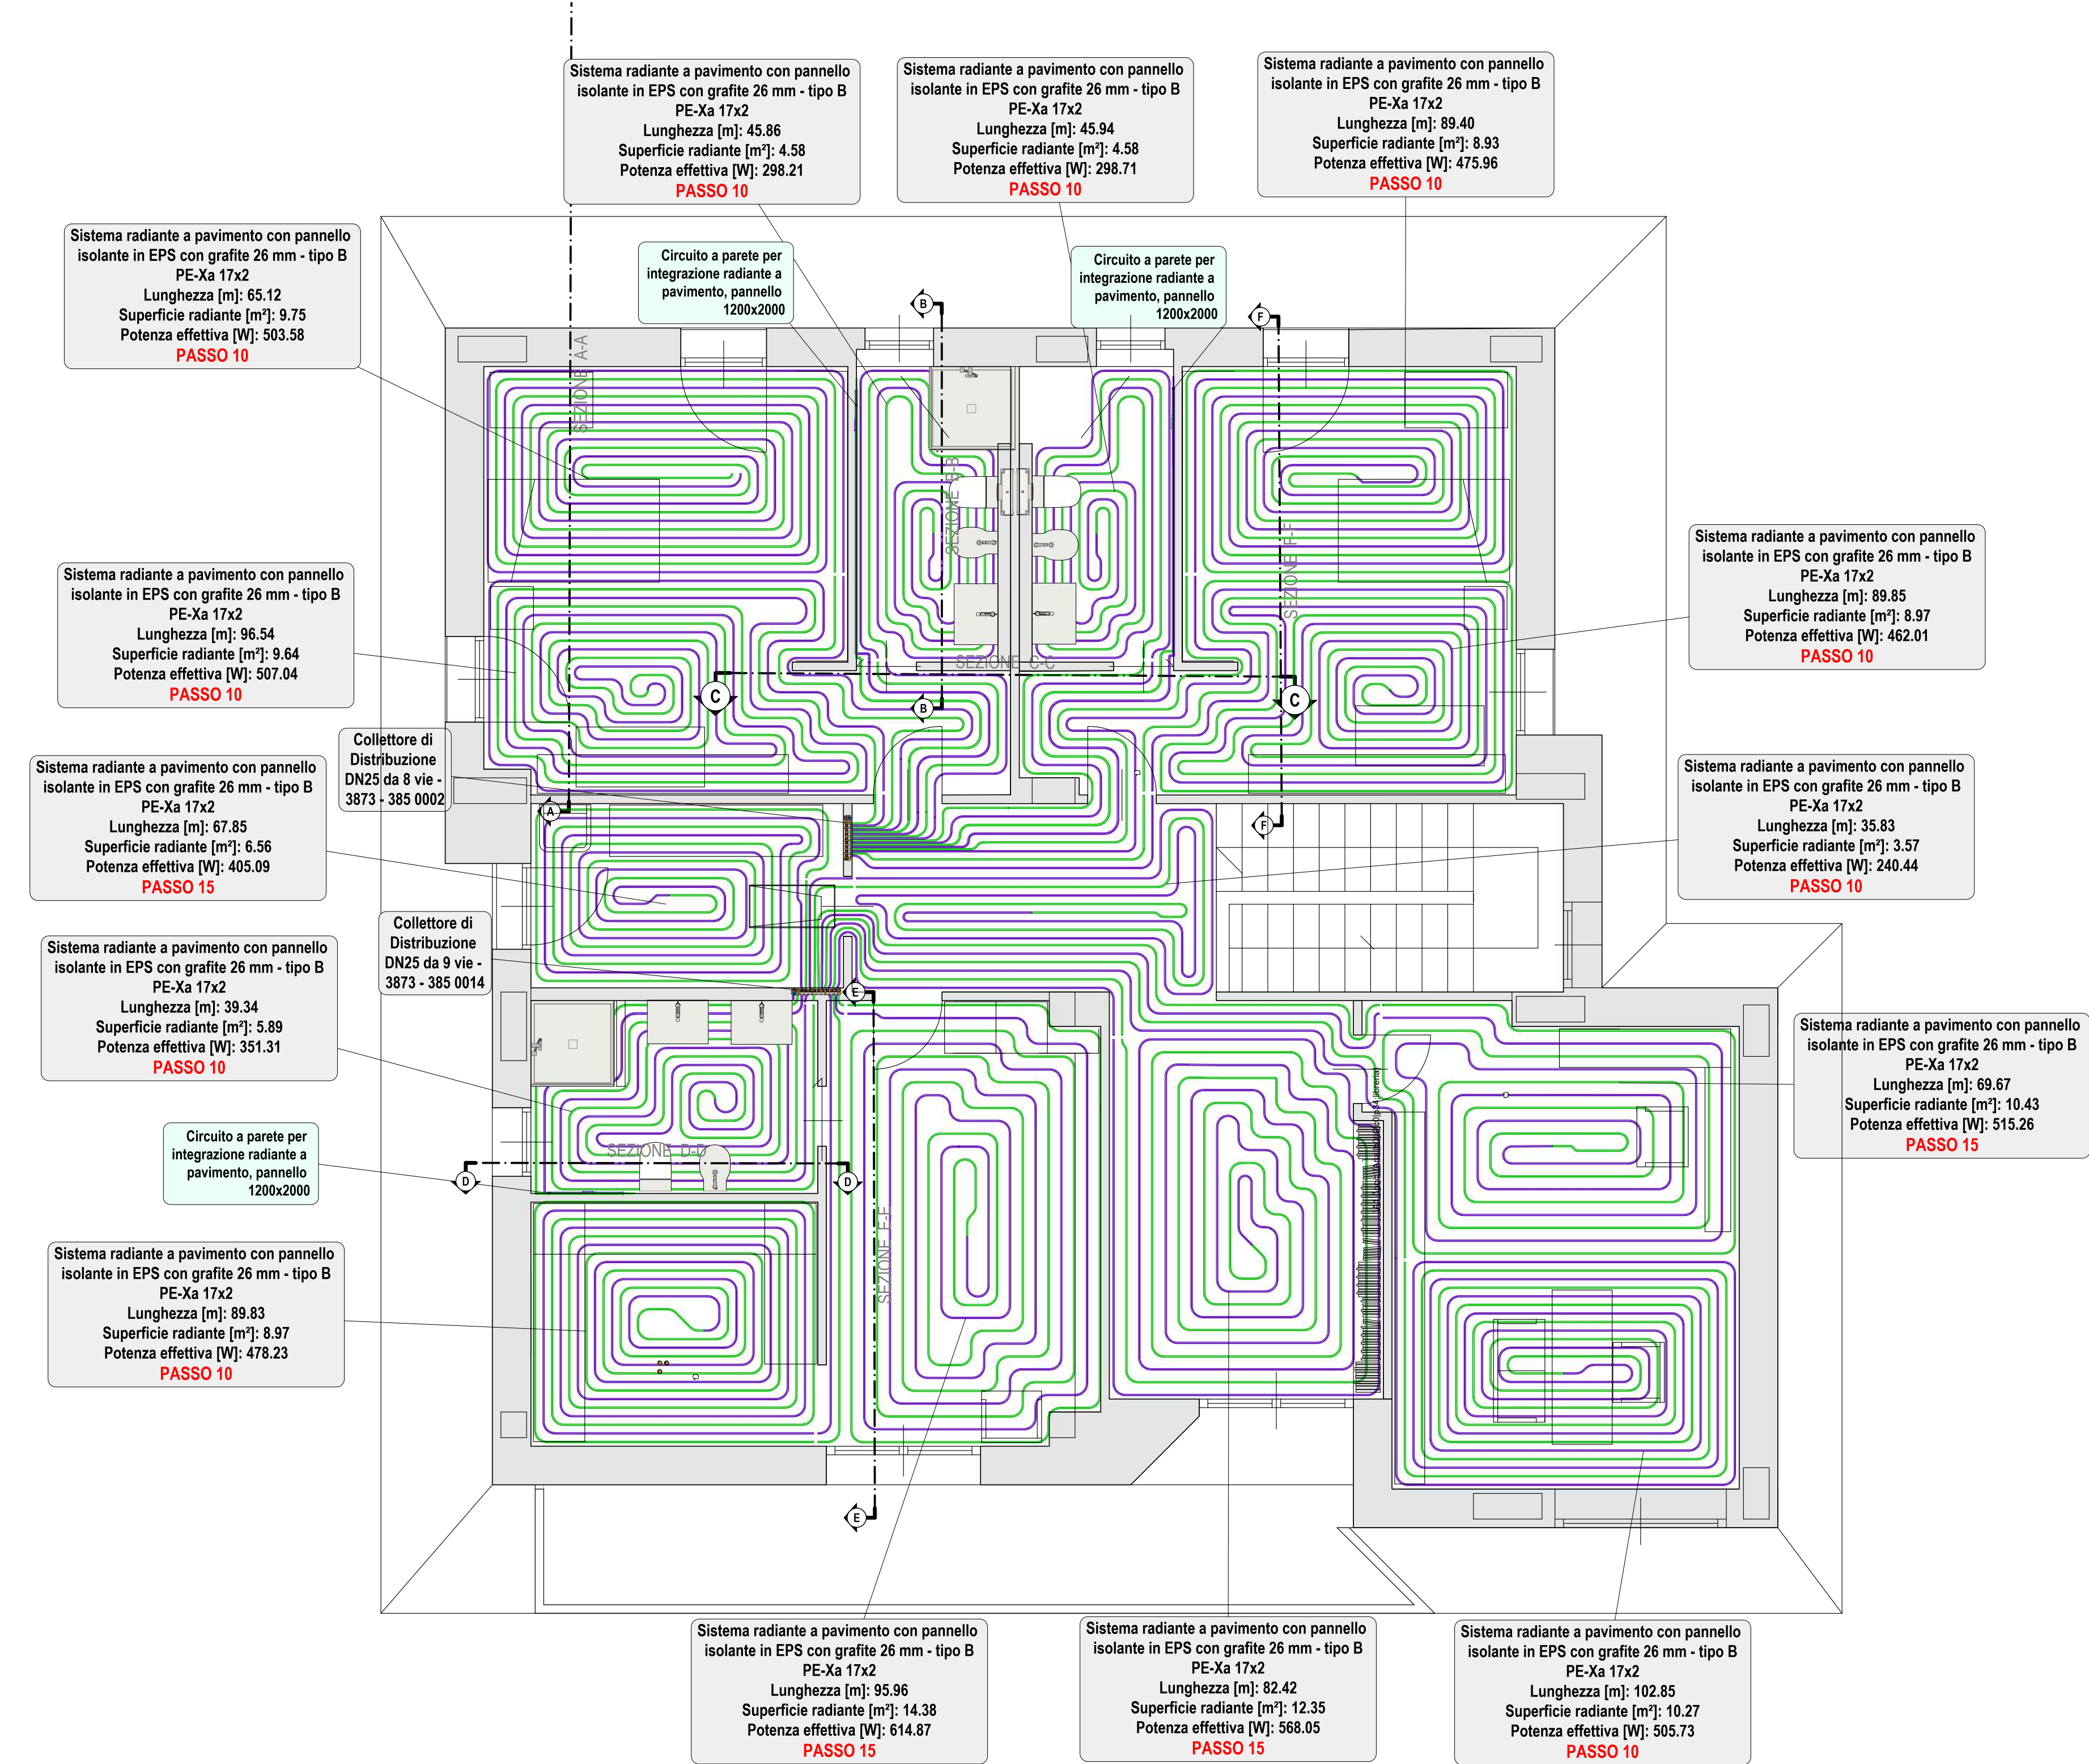 Sistema radiante a pavimento con pannello
isolante in EPS con grafite 26 mm - tipo B
PE-Xa 17x2
Lunghezza [m]: 45.86
Superficie radiante [m²]: 4.58
Potenza effettiva [W]: 298.21
PASSO 10
Sistema radiante a pavimento con pannello
isolante in EPS con grafite 26 mm - tipo B
PE-Xa 17x2
Lunghezza [m]: 45.94
Superficie radiante [m²]: 4.58
Potenza effettiva [W]: 298.71
PASSO 10
Sistema radiante a pavimento con pannello
isolante in EPS con grafite 26 mm - tipo B
PE-Xa 17x2
Lunghezza [m]: 89.40
Superficie radiante [m²]: 8.93
Potenza effettiva [W]: 475.96
PASSO 10
Sistema radiante a pavimento con pannello
isolante in EPS con grafite 26 mm - tipo B
PE-Xa 17x2
Lunghezza [m]: 65.12
Superficie radiante [m²]: 9.75
Potenza effettiva [W]: 503.58
PASSO 10
Circuito a parete per
integrazione radiante a
pavimento, pannello
1200x2000
Circuito a parete per
integrazione radiante a
pavimento, pannello
1200x2000
B
F
SEZIONE A-A
SEZIONE B-B
SEZIONE F-F
Sistema radiante a pavimento con pannello
isolante in EPS con grafite 26 mm - tipo B
PE-Xa 17x2
Lunghezza [m]: 89.85
Superficie radiante [m²]: 8.97
Potenza effettiva [W]: 462.01
PASSO 10
Sistema radiante a pavimento con pannello
isolante in EPS con grafite 26 mm - tipo B
PE-Xa 17x2
Lunghezza [m]: 96.54
Superficie radiante [m²]: 9.64
Potenza effettiva [W]: 507.04
PASSO 10
SEZIONE C-C
C
C
B
Collettore di
Distribuzione
DN25 da 8 vie -
3873 - 385 0002
Sistema radiante a pavimento con pannello
isolante in EPS con grafite 26 mm - tipo B
PE-Xa 17x2
Lunghezza [m]: 67.85
Superficie radiante [m²]: 6.56
Potenza effettiva [W]: 405.09
PASSO 15
A
F
Sistema radiante a pavimento con pannello
isolante in EPS con grafite 26 mm - tipo B
PE-Xa 17x2
Lunghezza [m]: 35.83
Superficie radiante [m²]: 3.57
Potenza effettiva [W]: 240.44
PASSO 10
Collettore di
Distribuzione
DN25 da 9 vie -
3873 - 385 0014
Sistema radiante a pavimento con pannello
isolante in EPS con grafite 26 mm - tipo B
PE-Xa 17x2
Lunghezza [m]: 39.34
Superficie radiante [m²]: 5.89
Potenza effettiva [W]: 351.31
PASSO 10
E
Sistema radiante a pavimento con pannello
isolante in EPS con grafite 26 mm - tipo B
PE-Xa 17x2
Lunghezza [m]: 69.67
Superficie radiante [m²]: 10.43
Potenza effettiva [W]: 515.26
PASSO 15
Circuito a parete per
integrazione radiante a
pavimento, pannello
1200x2000
SEZIONE D-D
D
D
SEZIONE E-E
Sistema radiante a pavimento con pannello
isolante in EPS con grafite 26 mm - tipo B
PE-Xa 17x2
Lunghezza [m]: 89.83
Superficie radiante [m²]: 8.97
Potenza effettiva [W]: 478.23
PASSO 10
E
Sistema radiante a pavimento con pannello
isolante in EPS con grafite 26 mm - tipo B
PE-Xa 17x2
Lunghezza [m]: 95.96
Superficie radiante [m²]: 14.38
Potenza effettiva [W]: 614.87
PASSO 15
Sistema radiante a pavimento con pannello
isolante in EPS con grafite 26 mm - tipo B
PE-Xa 17x2
Lunghezza [m]: 82.42
Superficie radiante [m²]: 12.35
Potenza effettiva [W]: 568.05
PASSO 15
Sistema radiante a pavimento con pannello
isolante in EPS con grafite 26 mm - tipo B
PE-Xa 17x2
Lunghezza [m]: 102.85
Superficie radiante [m²]: 10.27
Potenza effettiva [W]: 505.73
PASSO 10